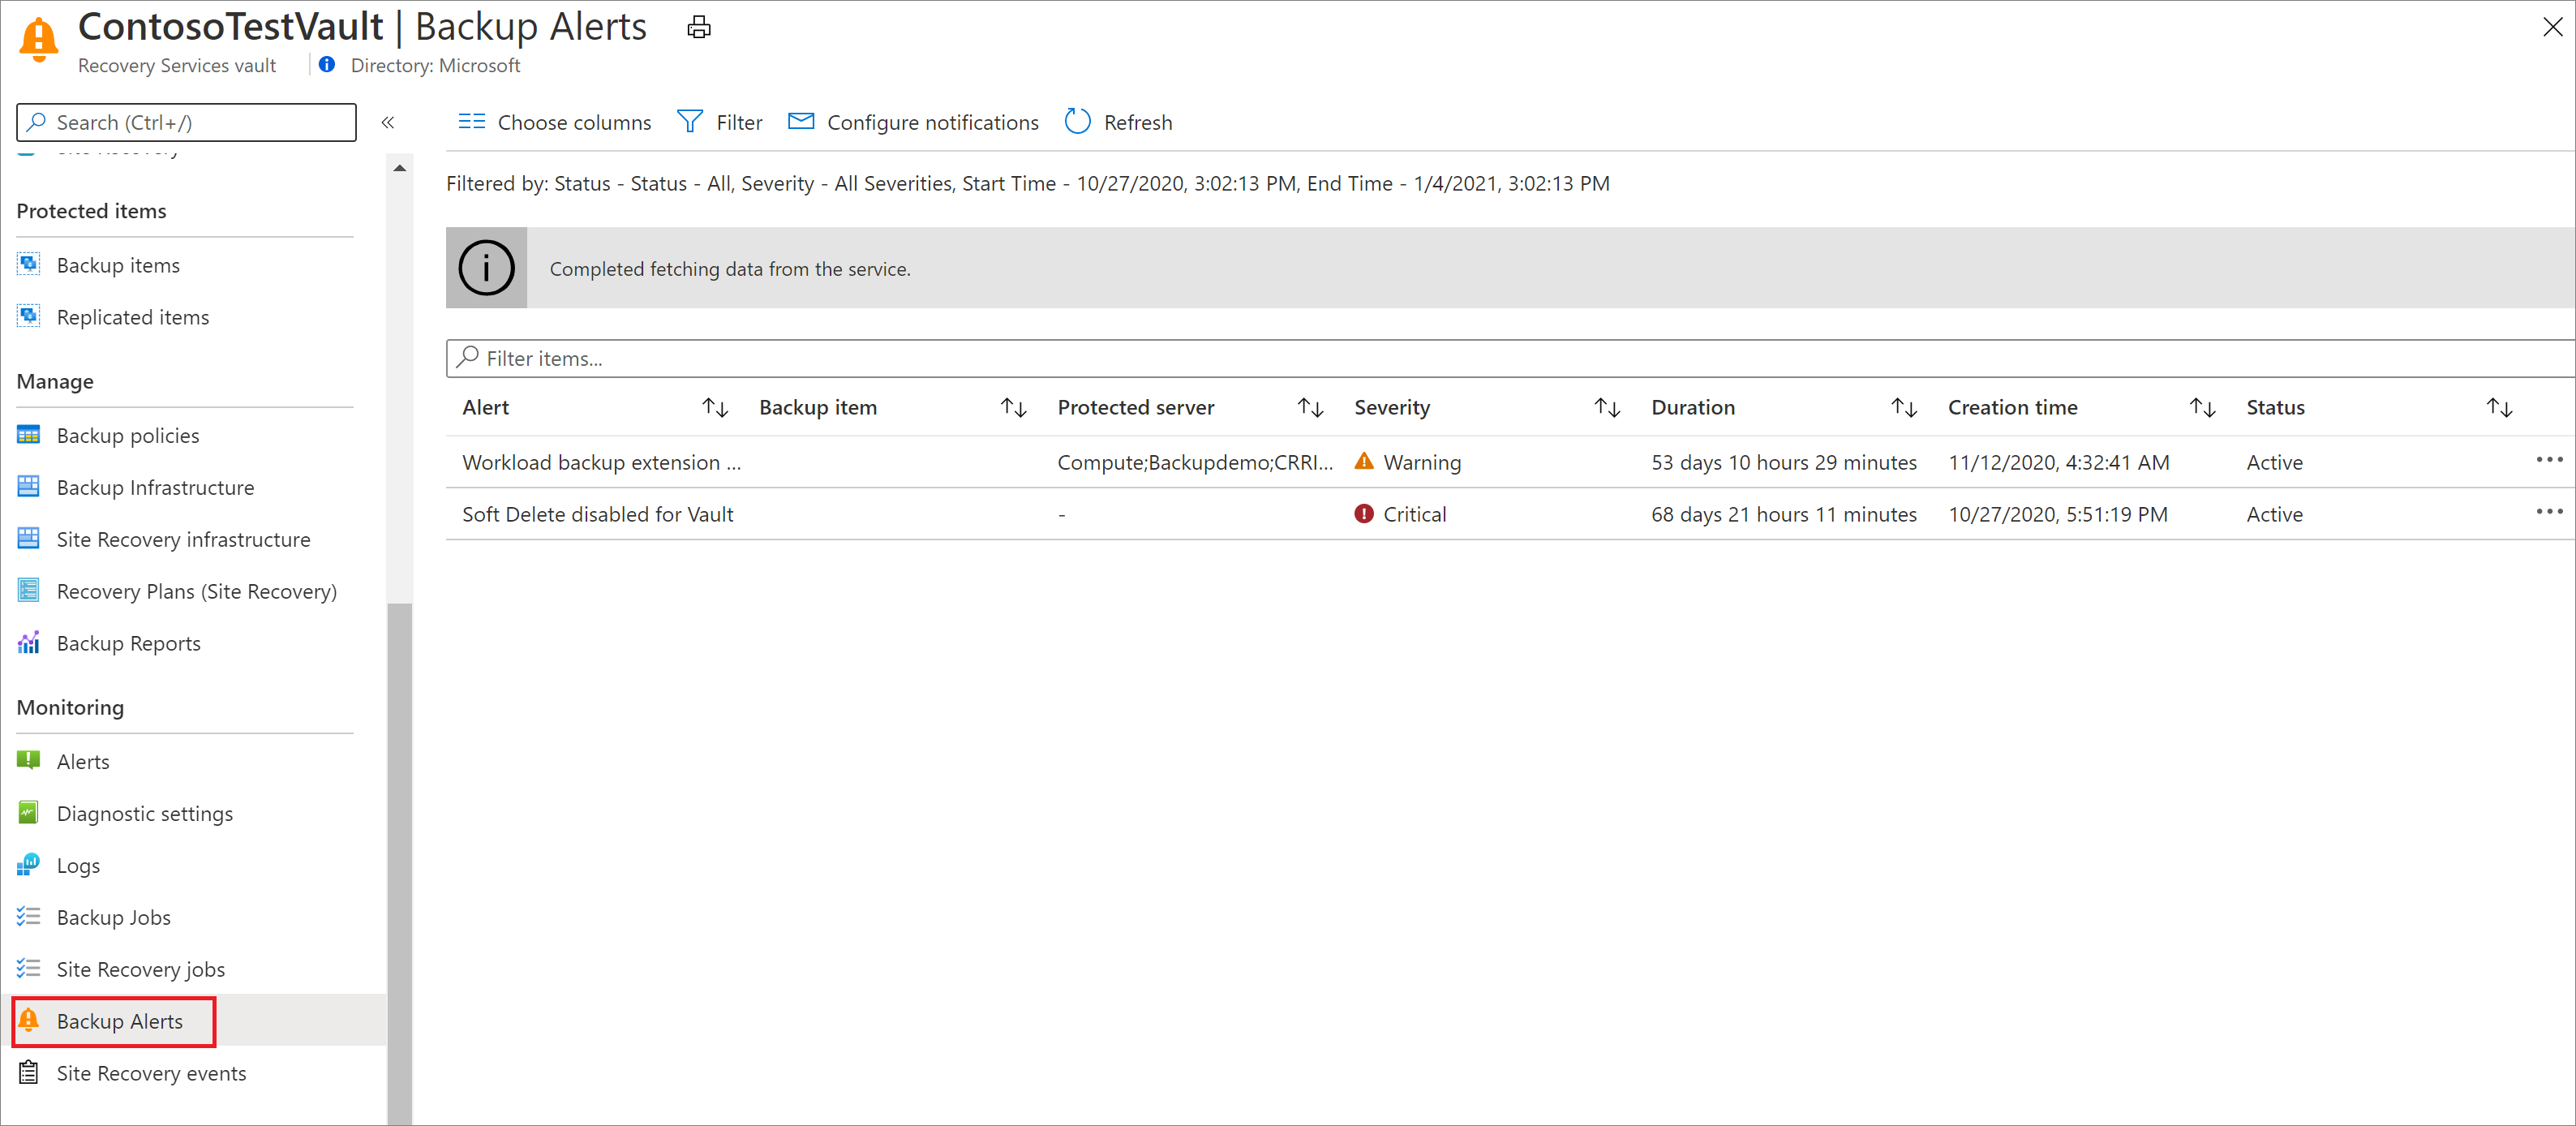 ContosoTestVault | Backup Alerts
Recovery Services vault
Directory: Microsoft
Search (Ctrl+/)
«
Choose columns
Filter
Configure notifications
Refresh
Site Recovery
Protected items
Backup items
Replicated items
Manage
Backup policies
Backup Infrastructure
Site Recovery infrastructure
Recovery Plans (Site Recovery)
Backup Reports
Monitoring
Alerts
Diagnostic settings
Logs
Backup Jobs
Site Recovery jobs
Backup Alerts
Site Recovery events
Filtered by: Status - Status - All, Severity - All Severities, Start Time - 10/27/2020, 3:02:13 PM, End Time - 1/4/2021, 3:02:13 PM
Completed fetching data from the service.
Filter items...
Alert Backup item Protected server Severity Duration Creation time Status
Workload backup extension ... Compute;Backupdemo;CRRI... Warning 53 days 10 hours 29 minutes 11/12/2020, 4:32:41 AM Active
Soft Delete disabled for Vault - Critical 68 days 21 hours 11 minutes 10/27/2020, 5:51:19 PM Active